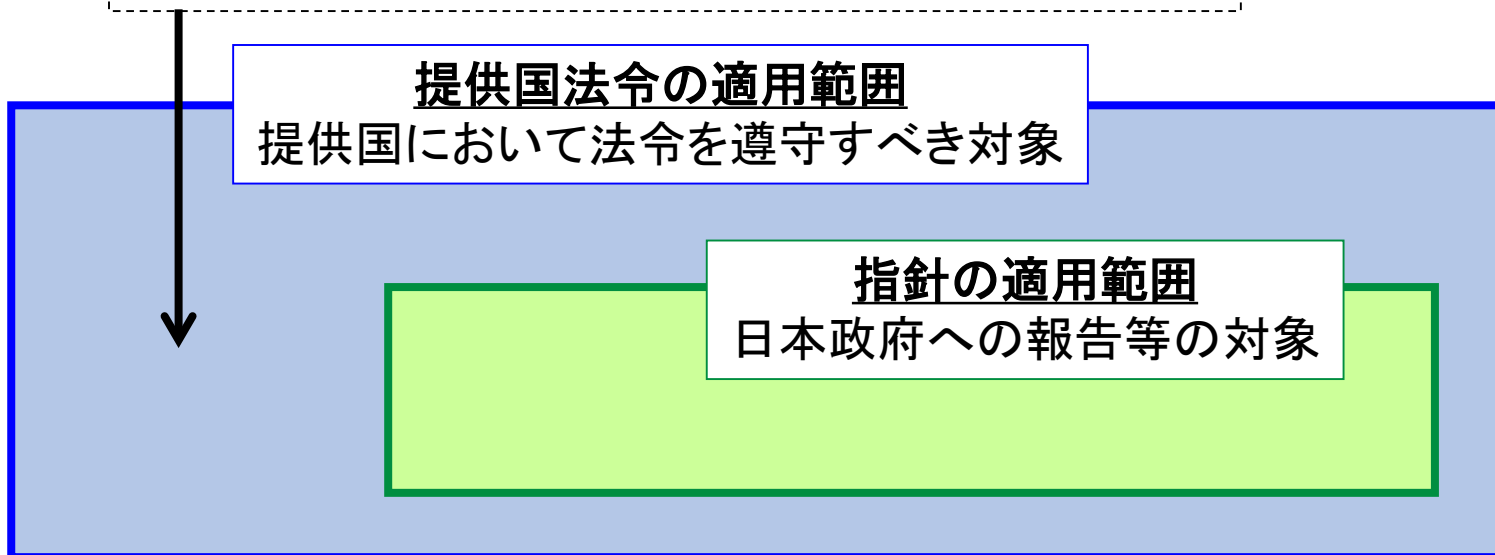 提供国法令の適用範囲
提供国において法令を遵守すべき対象
指針の適用範囲
日本政府への報告等の対象